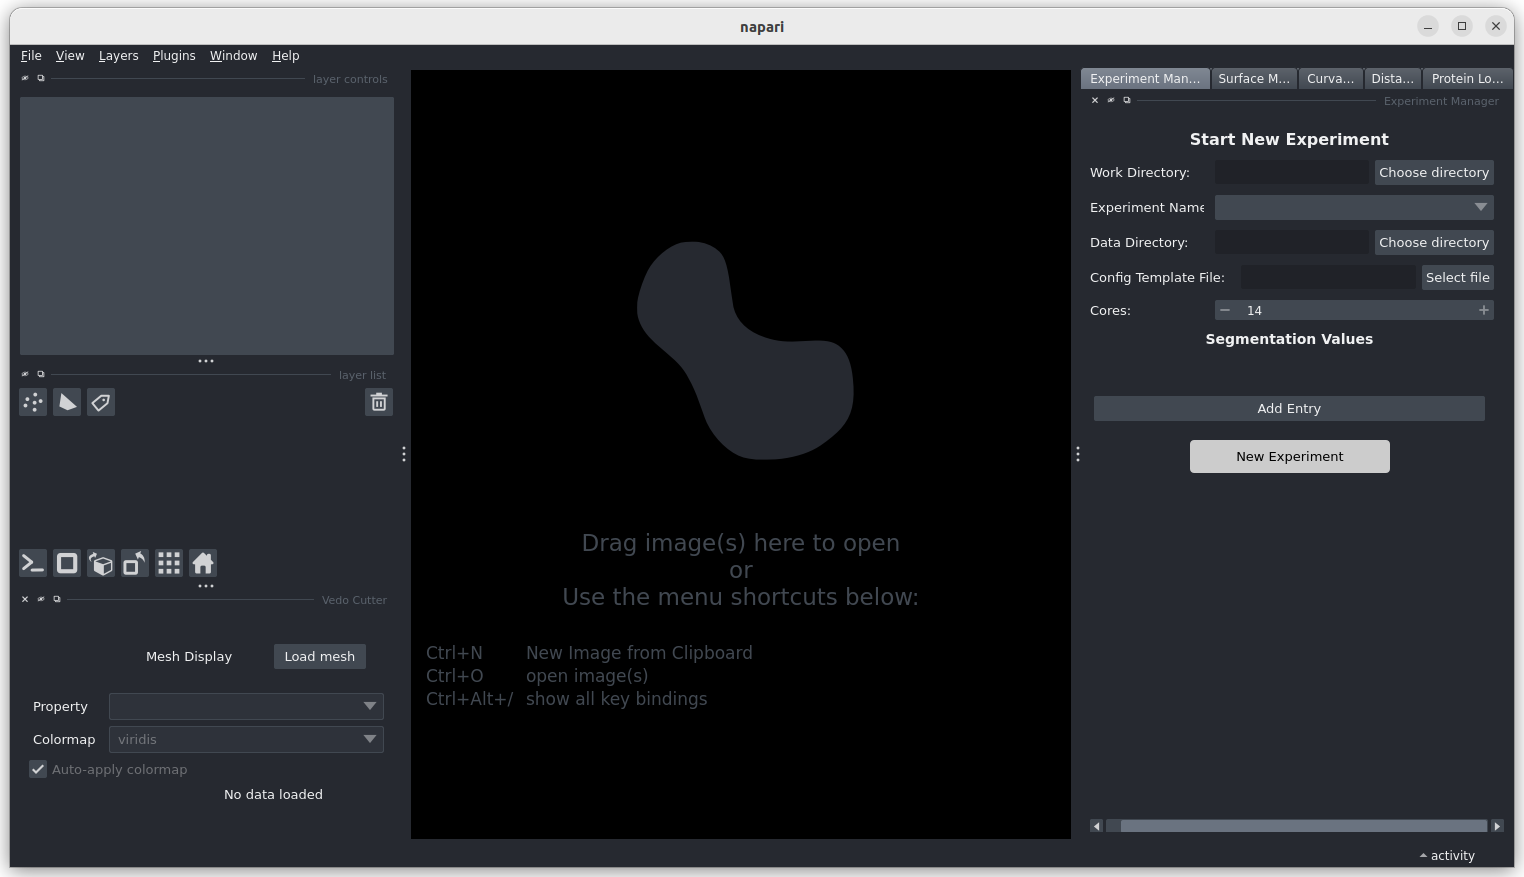 napari
File View Layers Plugins Window Help
layer controls
layer list
Vedo Cutter
Mesh Display Load mesh
Property
Colormap viridis
Auto-apply colormap
No data loaded
Drag image(s) here to open
or
Use the menu shortcuts below:
Ctrl+N New Image from Clipboard
Ctrl+O open image(s)
Ctrl+Alt+/ show all key bindings
Experiment Man... Surface M... Curva... Dista... Protein Lo...
Experiment Manager
Start New Experiment
Work Directory: Choose directory
Experiment Name
Data Directory: Choose directory
Config Template File: Select file
Cores: 14
Segmentation Values
Add Entry
New Experiment
activity